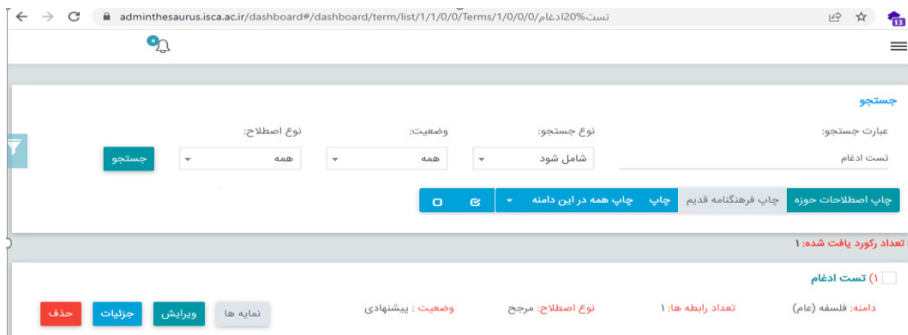 adminthesaurus.isca.ac.ir/dashboard#/dashboard/term/list/1/1/0/0/Terms/1/0/0/0/تست%20ادغام
13
0
جستجو
عبارت جستجو: نوع جستجو: وضعیت: نوع اصطلاح:
تست ادغام شامل شود همه همه جستجو
چاپ اصطلاحات حوزه چاپ فرهنگنامه قدیم چاپ چاپ همه در این دامنه
تعداد رکورد یافت شده: ۱
۱) تست ادغام
دامنه: فلسفه (عام) تعداد رابطه ها: ۱ نوع اصطلاح: مرجح وضعیت : پیشنهادی نمایه ها ویرایش جزئیات حذف